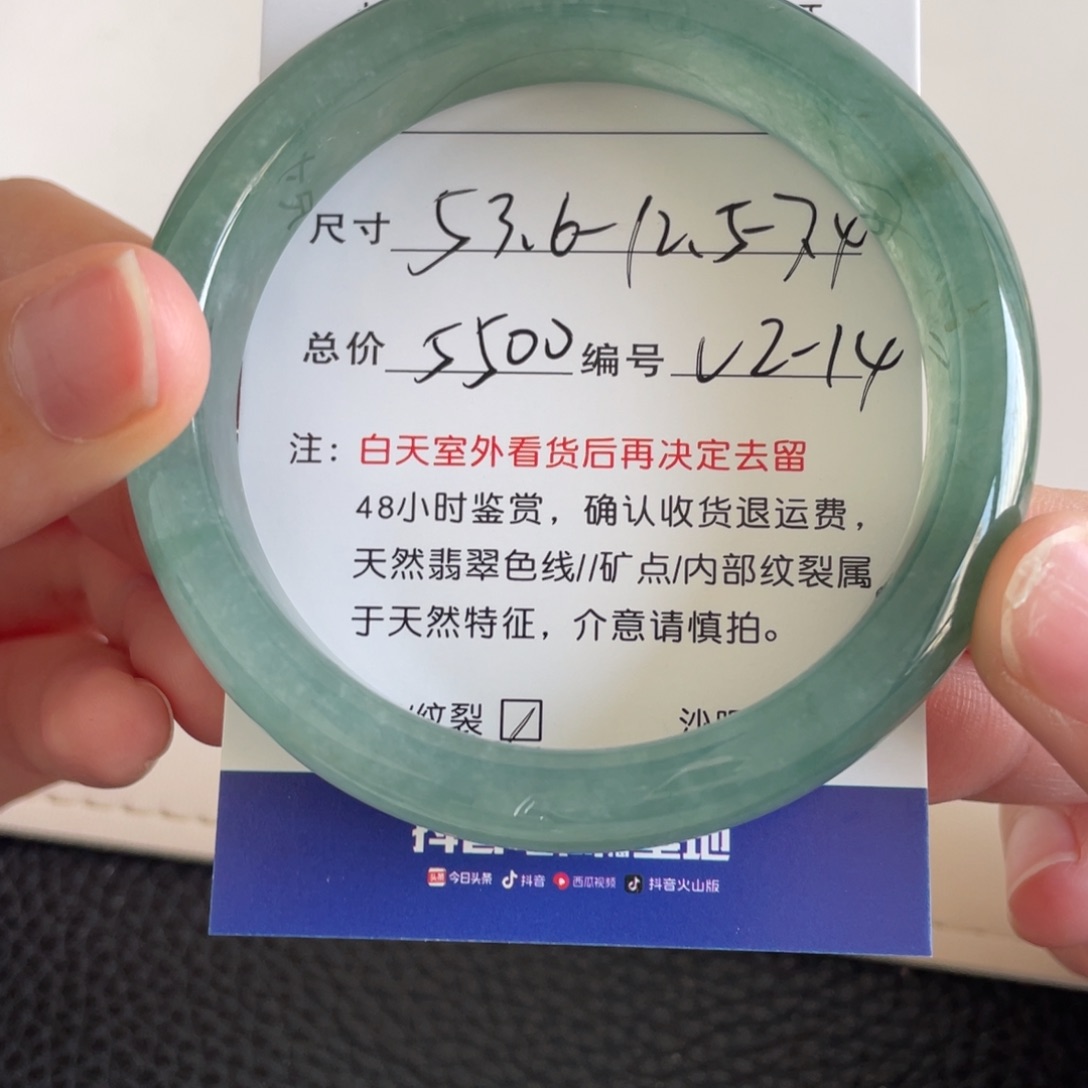 尺寸 53.6-12.5-7.4
总价 5500 编号 V2-14
注：白天室外看货后再决定去留
48小时鉴赏，确认收货退运费，
天然翡翠色线//矿点/内部纹裂属
于天然特征，介意请慎拍。
纹裂
今日头条 抖音 西瓜视频 抖音火山版